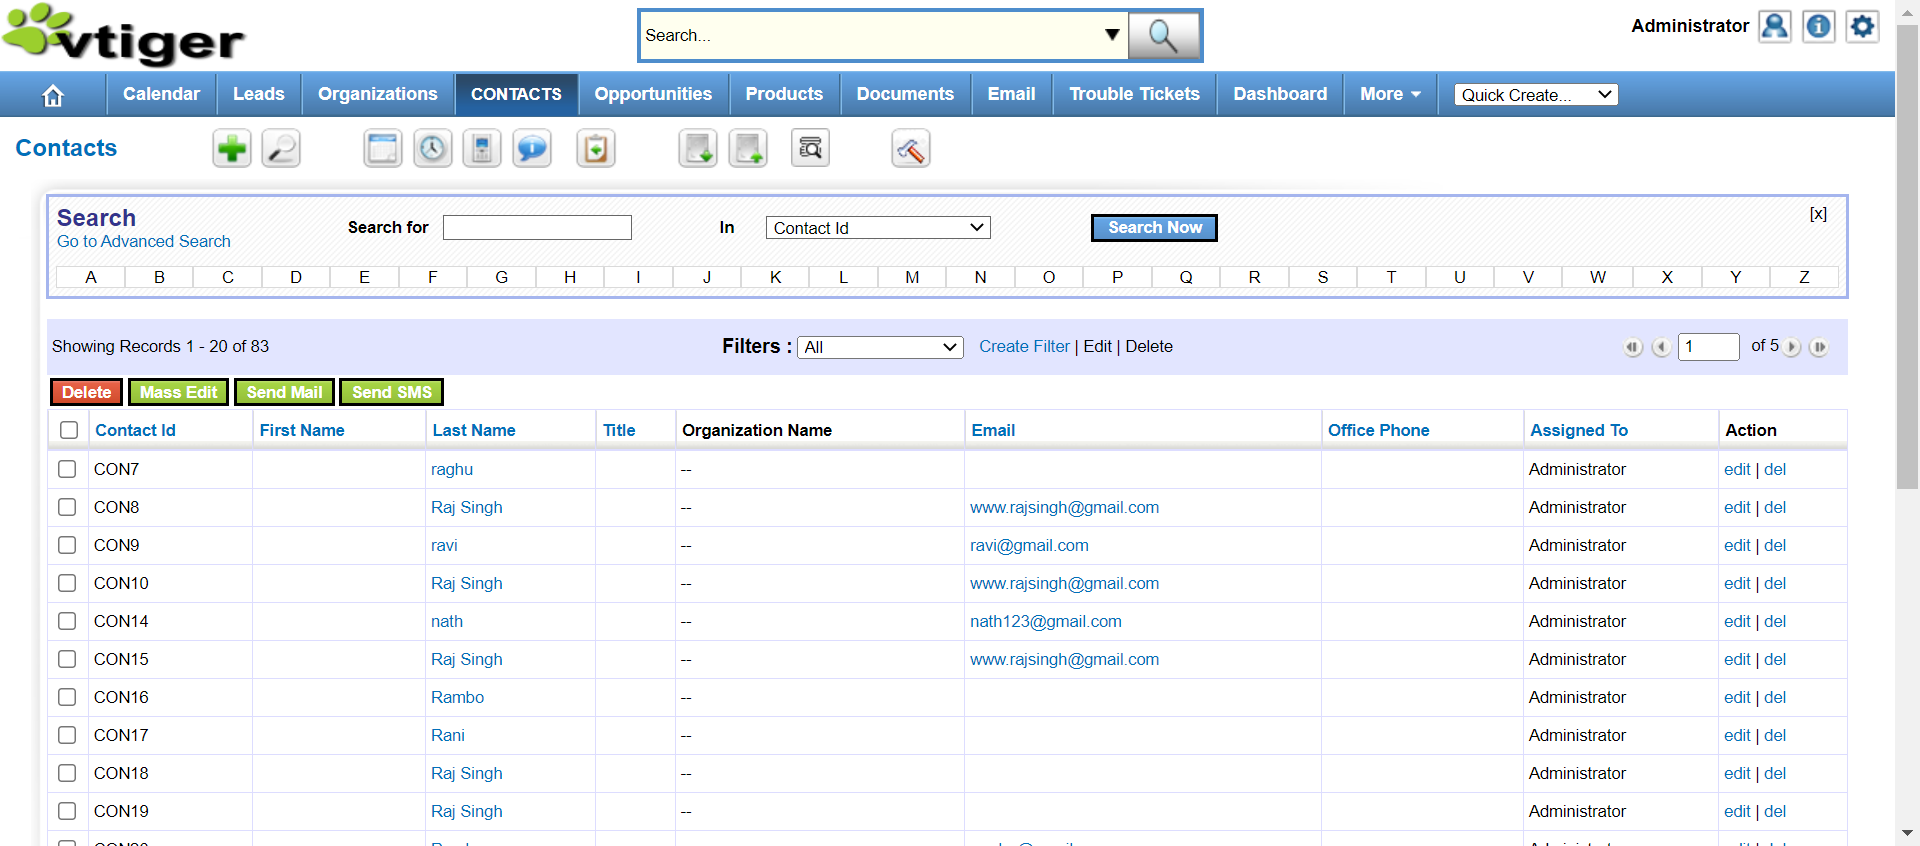 vtiger
Search...
Administrator
Calendar Leads Organizations CONTACTS Opportunities Products Documents Email Trouble Tickets Dashboard More Quick Create...
Contacts
Search
Go to Advanced Search
Search for In Contact Id Search Now [x]
A B C D E F G H I J K L M N O P Q R S T U V W X Y Z
Showing Records 1 - 20 of 83 Filters : All Create Filter | Edit | Delete 1 of 5
Delete Mass Edit Send Mail Send SMS
Contact Id First Name Last Name Title Organization Name Email Office Phone Assigned To Action
CON7 raghu -- Administrator edit | del
CON8 Raj Singh -- www.rajsingh@gmail.com Administrator edit | del
CON9 ravi -- ravi@gmail.com Administrator edit | del
CON10 Raj Singh -- www.rajsingh@gmail.com Administrator edit | del
CON14 nath -- nath123@gmail.com Administrator edit | del
CON15 Raj Singh -- www.rajsingh@gmail.com Administrator edit | del
CON16 Rambo -- Administrator edit | del
CON17 Rani -- Administrator edit | del
CON18 Raj Singh -- Administrator edit | del
CON19 Raj Singh -- Administrator edit | del